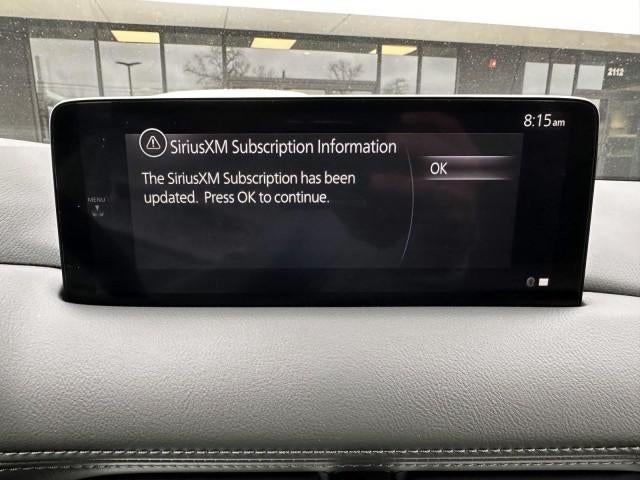 2112
8:15am
SiriusXM Subscription Information
OK
The SiriusXM Subscription has been
updated. Press OK to continue.
MENU